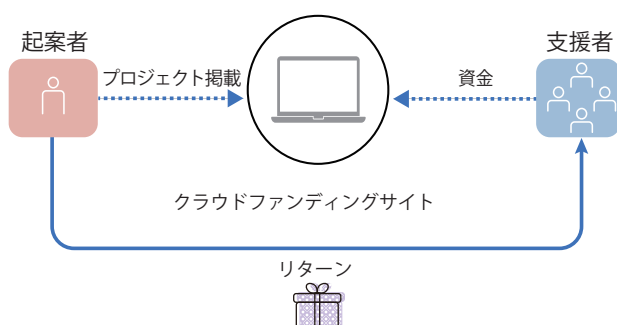 起案者
支援者
プロジェクト掲載
資金
クラウドファンディングサイト
リターン